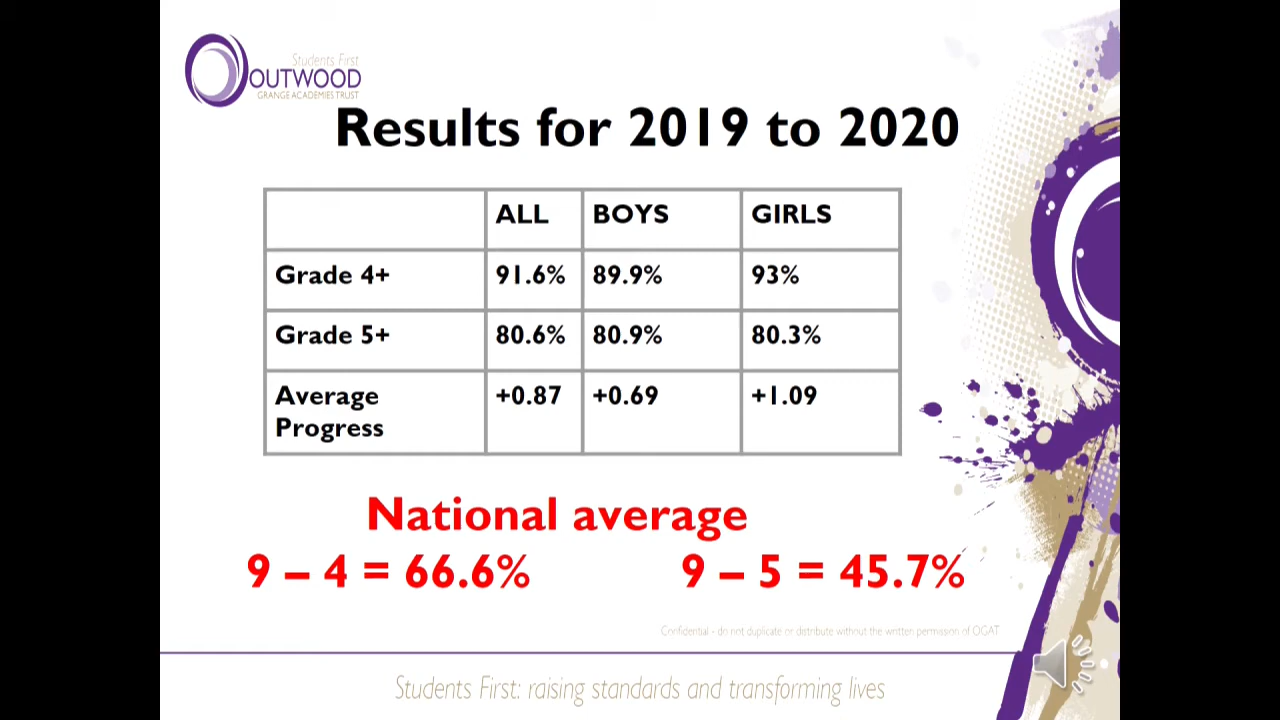 Students First
OUTWOOD
GRANGE ACADEMIES TRUST
Results for 2019 to 2020
ALL BOYS GIRLS
Grade 4+ 91.6% 89.9% 93%
Grade 5+ 80.6% 80.9% 80.3%
Average Progress +0.87 +0.69 +1.09
National average
9 – 4 = 66.6% 9 – 5 = 45.7%
Confidential - do not duplicate or distribute without the written permission of OGAT
Students First: raising standards and transforming lives